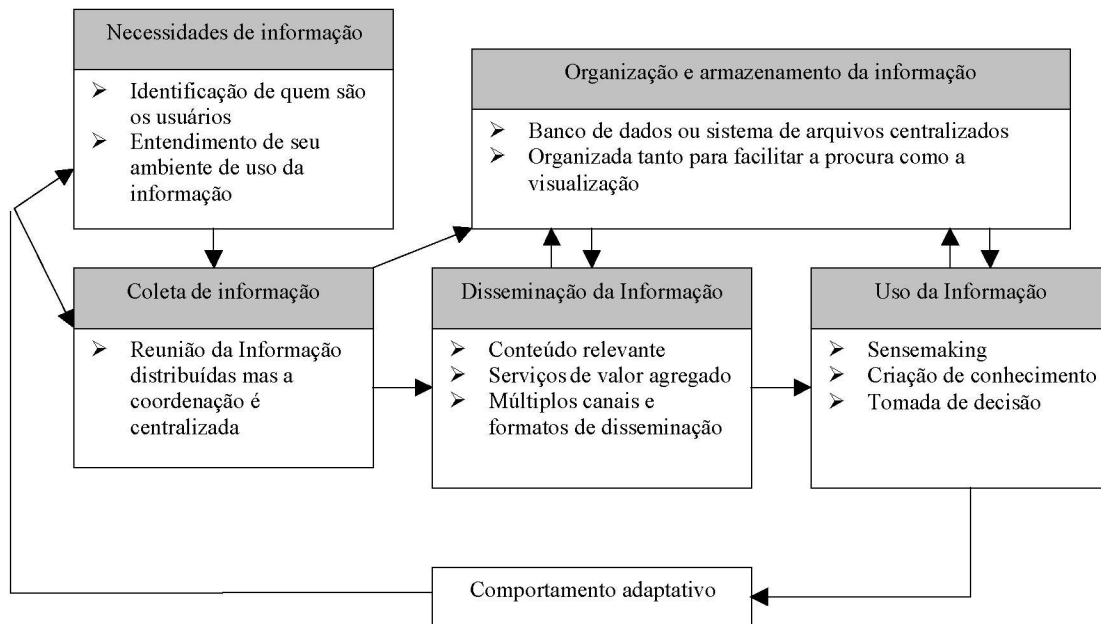 Necessidades de informação
➢ Identificação de quem são
os usuários
➢ Entendimento de seu
ambiente de uso da
informação
Organização e armazenamento da informação
➢ Banco de dados ou sistema de arquivos centralizados
➢ Organizada tanto para facilitar a procura como a
visualização
Coleta de informação
➢ Reunião da Informação
distribuídas mas a
coordenação é
centralizada
Disseminação da Informação
➢ Conteúdo relevante
➢ Serviços de valor agregado
➢ Múltiplos canais e
formatos de disseminação
Uso da Informação
➢ Sensemaking
➢ Criação de conhecimento
➢ Tomada de decisão
Comportamento adaptativo